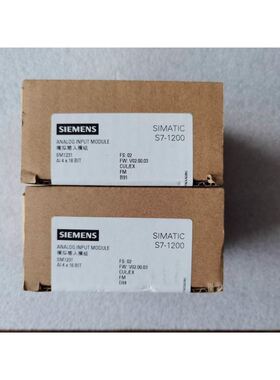 SIEMENS
SIMATIC
S7-1200
ANALOG INPUT MODULE
模拟输入模块
SM1231
AI 4 x 16 BIT
FS: 02
FW: V02.00.03
CULEX
FM
B91
SIEMENS
SIMATIC
S7-1200
ANALOG INPUT MODULE
模拟输入模块
SM1231
AI 4 x 16 BIT
FS: 02
FW: V02.00.03
CULEX
FM